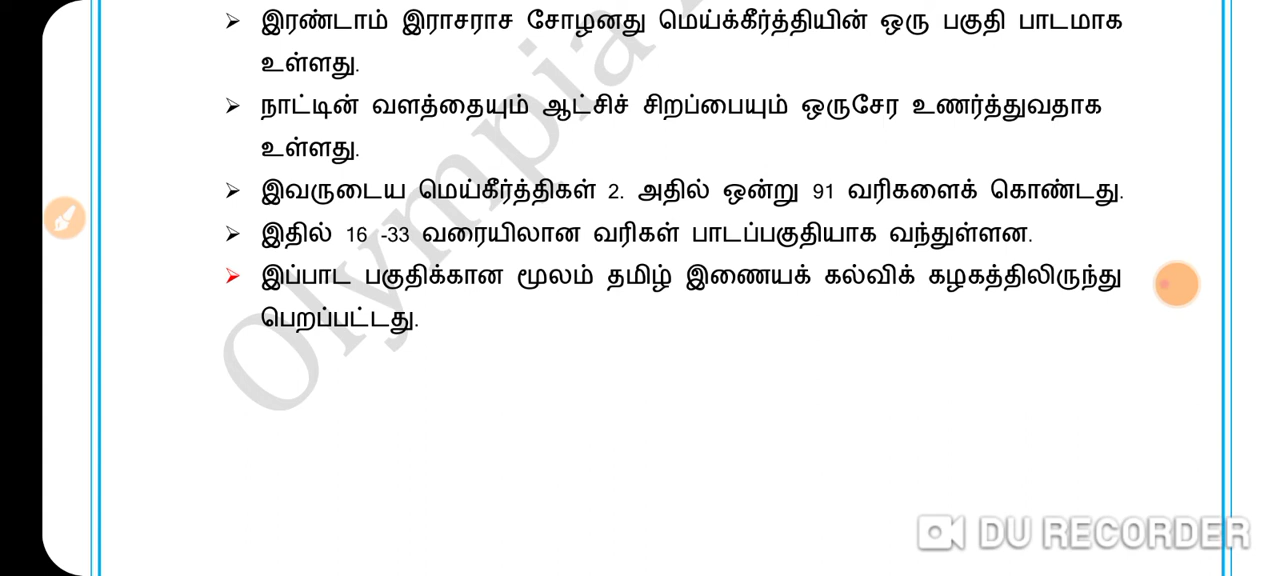 ➢ இரண்டாம் இராசராச சோழனது மெய்க்கீர்த்தியின் ஒரு பகுதி பாடமாக
உள்ளது.
➢ நாட்டின் வளத்தையும் ஆட்சிச் சிறப்பையும் ஒருசேர உணர்த்துவதாக
உள்ளது.
➢ இவருடைய மெய்கீர்த்திகள் 2. அதில் ஒன்று 91 வரிகளைக் கொண்டது.
➢ இதில் 16 -33 வரையிலான வரிகள் பாடப்பகுதியாக வந்துள்ளன.
➢ இப்பாட பகுதிக்கான மூலம் தமிழ் இணையக் கல்விக் கழகத்திலிருந்து
பெறப்பட்டது.
Olympia
DU RECORDER